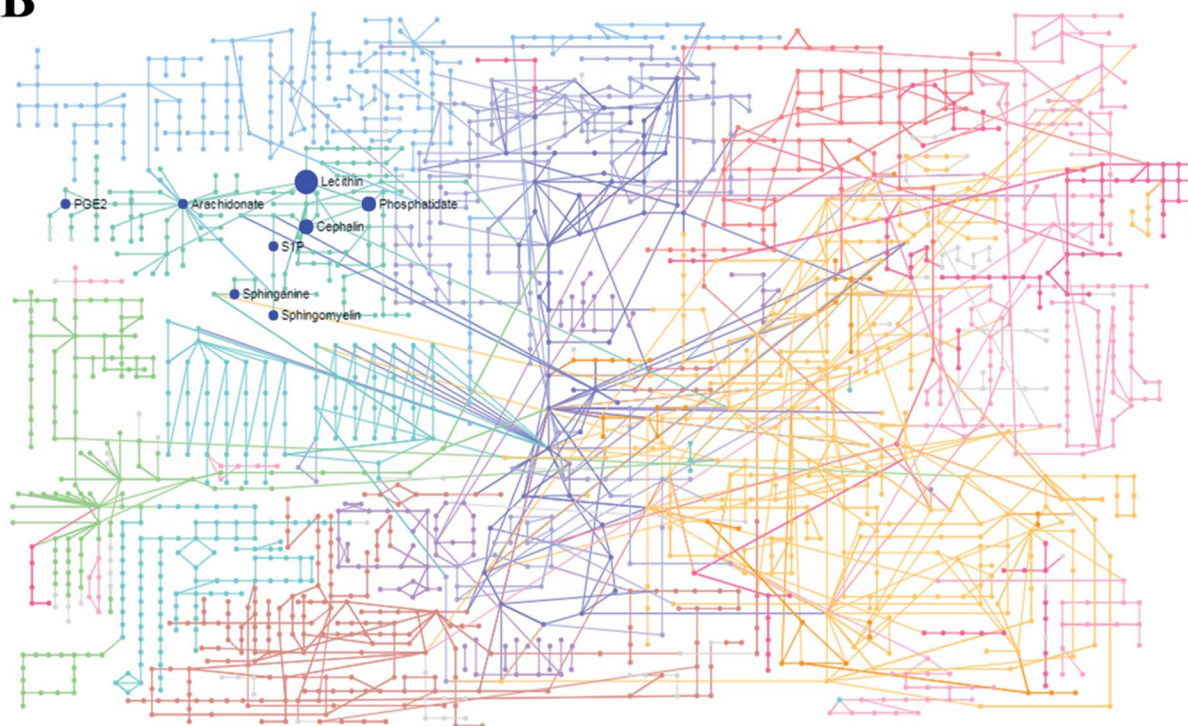 B
Lecithin
PGE2
Arachidonate
Phosphatidate
Cephalin
S1P
Sphinganine
Sphingomyelin